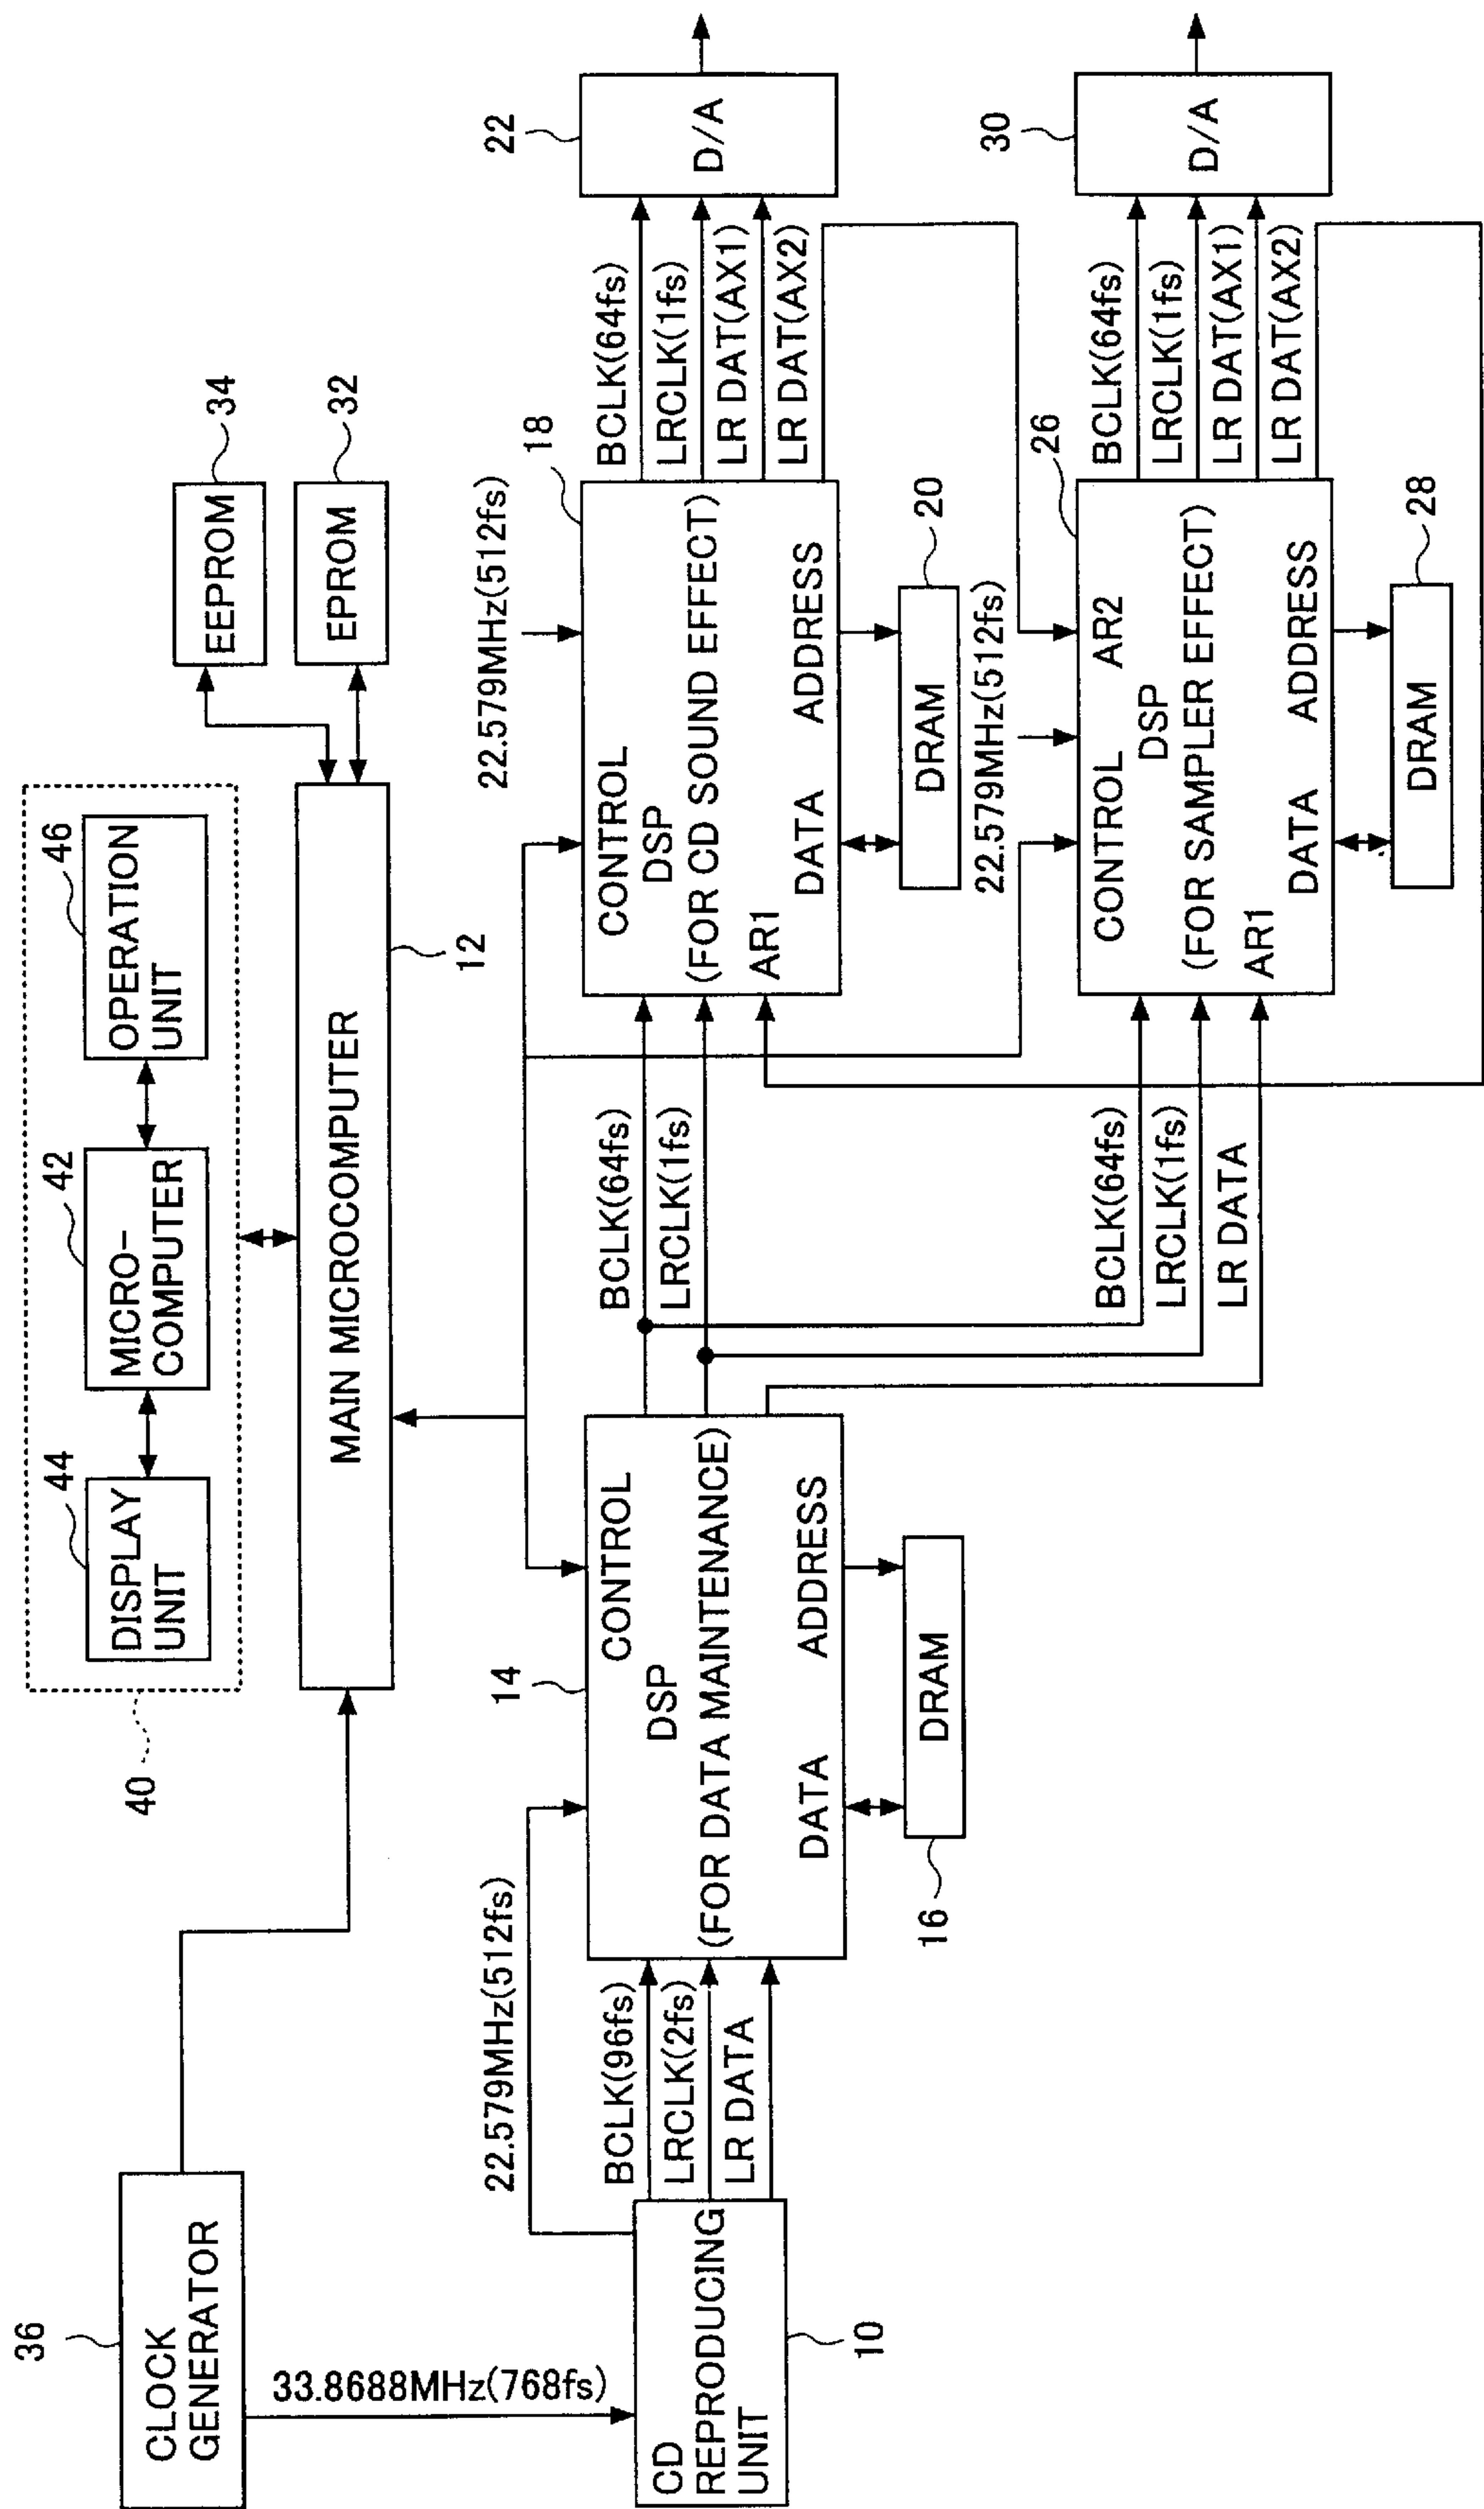 36
CLOCK
GENERATOR
33.8688MHz(768fs)
CD
REPRODUCING
UNIT
10
40
44
DISPLAY
UNIT
42
MICRO-
COMPUTER
46
OPERATION
UNIT
MAIN MICROCOMPUTER
12
EEPROM
34
EPROM
32
22.579MHz(512fs)
BCLK(96fs)
LRCLK(2fs)
LR DATA
14
CONTROL
DSP
(FOR DATA MAINTENANCE)
DATA ADDRESS
DRAM
16
BCLK(64fs)
LRCLK(1fs)
22.579MHz(512fs)
18
CONTROL
DSP
(FOR CD SOUND EFFECT)
AR1
DATA ADDRESS
DRAM
20
BCLK(64fs)
LRCLK(1fs)
LR DAT(AX1)
LR DAT(AX2)
22
D/A
BCLK(64fs)
LRCLK(1fs)
LR DATA
22.579MHz(512fs)
26
CONTROL AR2
DSP
(FOR SAMPLER EFFECT)
AR1
DATA ADDRESS
DRAM
28
BCLK(64fs)
LRCLK(1fs)
LR DAT(AX1)
LR DAT(AX2)
30
D/A